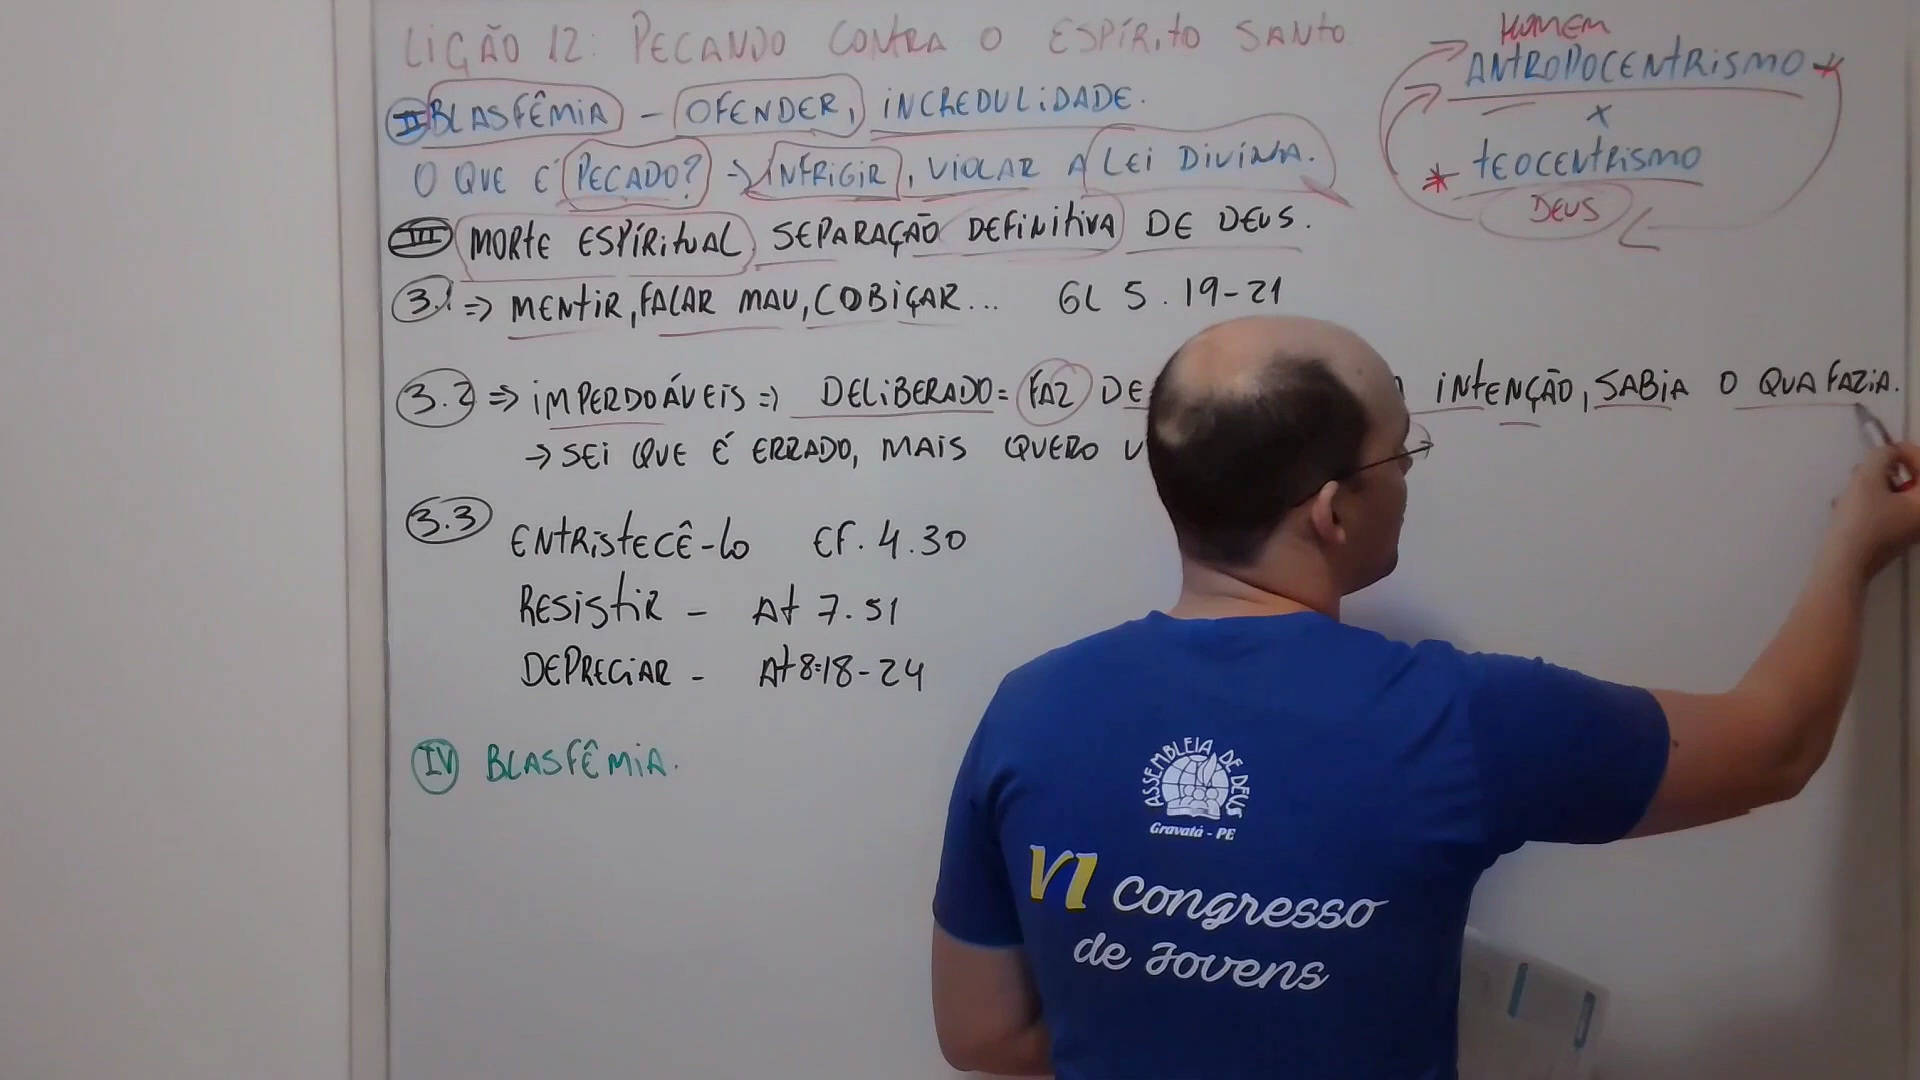 LIÇÃO 12: PECANDO CONTRA O ESPÍRITO SANTO
II BLASFÊMIA - OFENDER, INCREDULIDADE.
O QUE É PECADO? → INFRIGIR, VIOLAR A LEI DIVINA.
III MORTE ESPÍRITUAL SEPARAÇÃO DEFINITIVA DE DEUS.
3.1 ⇒ MENTIR, FALAR MAU, COBIÇAR... GL 5. 19-21
3.2 ⇒ IMPERDOÁVEIS ⇒ DELIBERADO = FAZ DE INTENÇÃO, SABIA O QUA FAZIA.
→ SEI QUE É ERRADO, MAIS QUERO
3.3 ENTRISTECÊ-LO EF. 4.30
RESISTIR - At 7.51
DEPRECIAR - At 8:18-24
IV BLASFÊMIA.
HOMEM
ANTROPOCENTRISMO
X
* TEOCENTRISMO
DEUS
ASSEMBLEIA DE DEUS
Gravatá - PE
VI Congresso
de Jovens